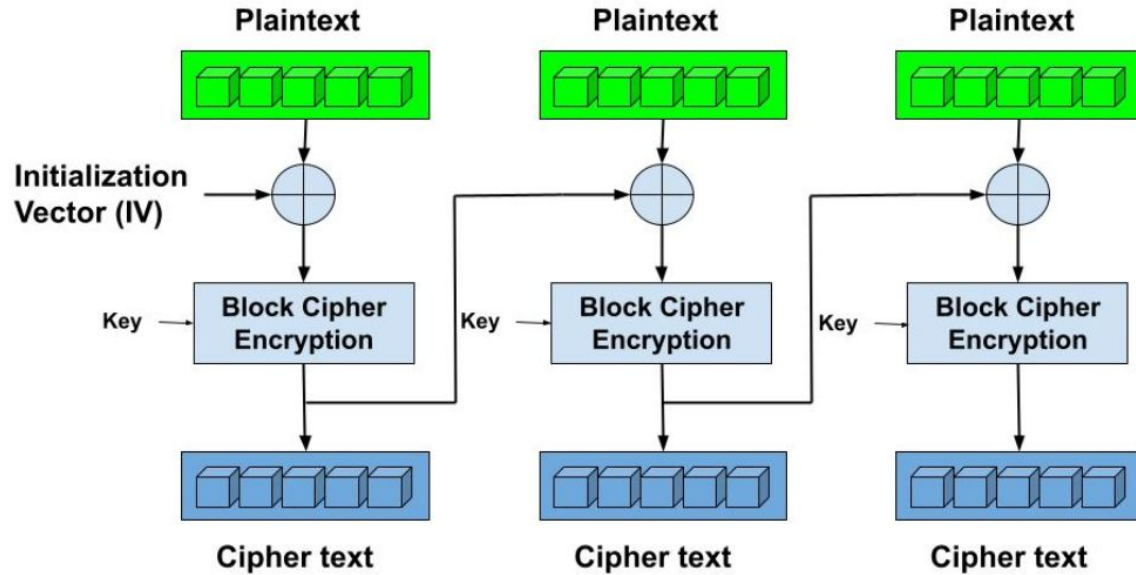 Plaintext
Plaintext
Plaintext
Initialization
Vector (IV)
Key
Block Cipher
Encryption
Key
Block Cipher
Encryption
Key
Block Cipher
Encryption
Cipher text
Cipher text
Cipher text